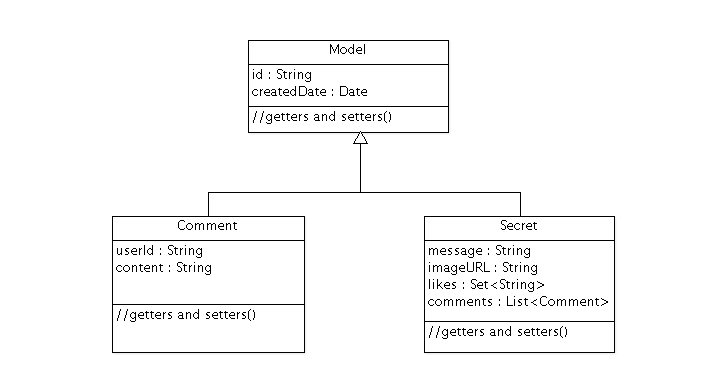 Model
id : String
createdDate : Date
//getters and setters()
Comment
userId : String
content : String
//getters and setters()
Secret
message : String
imageURL : String
likes : Set<String>
comments : List<Comment>
//getters and setters()